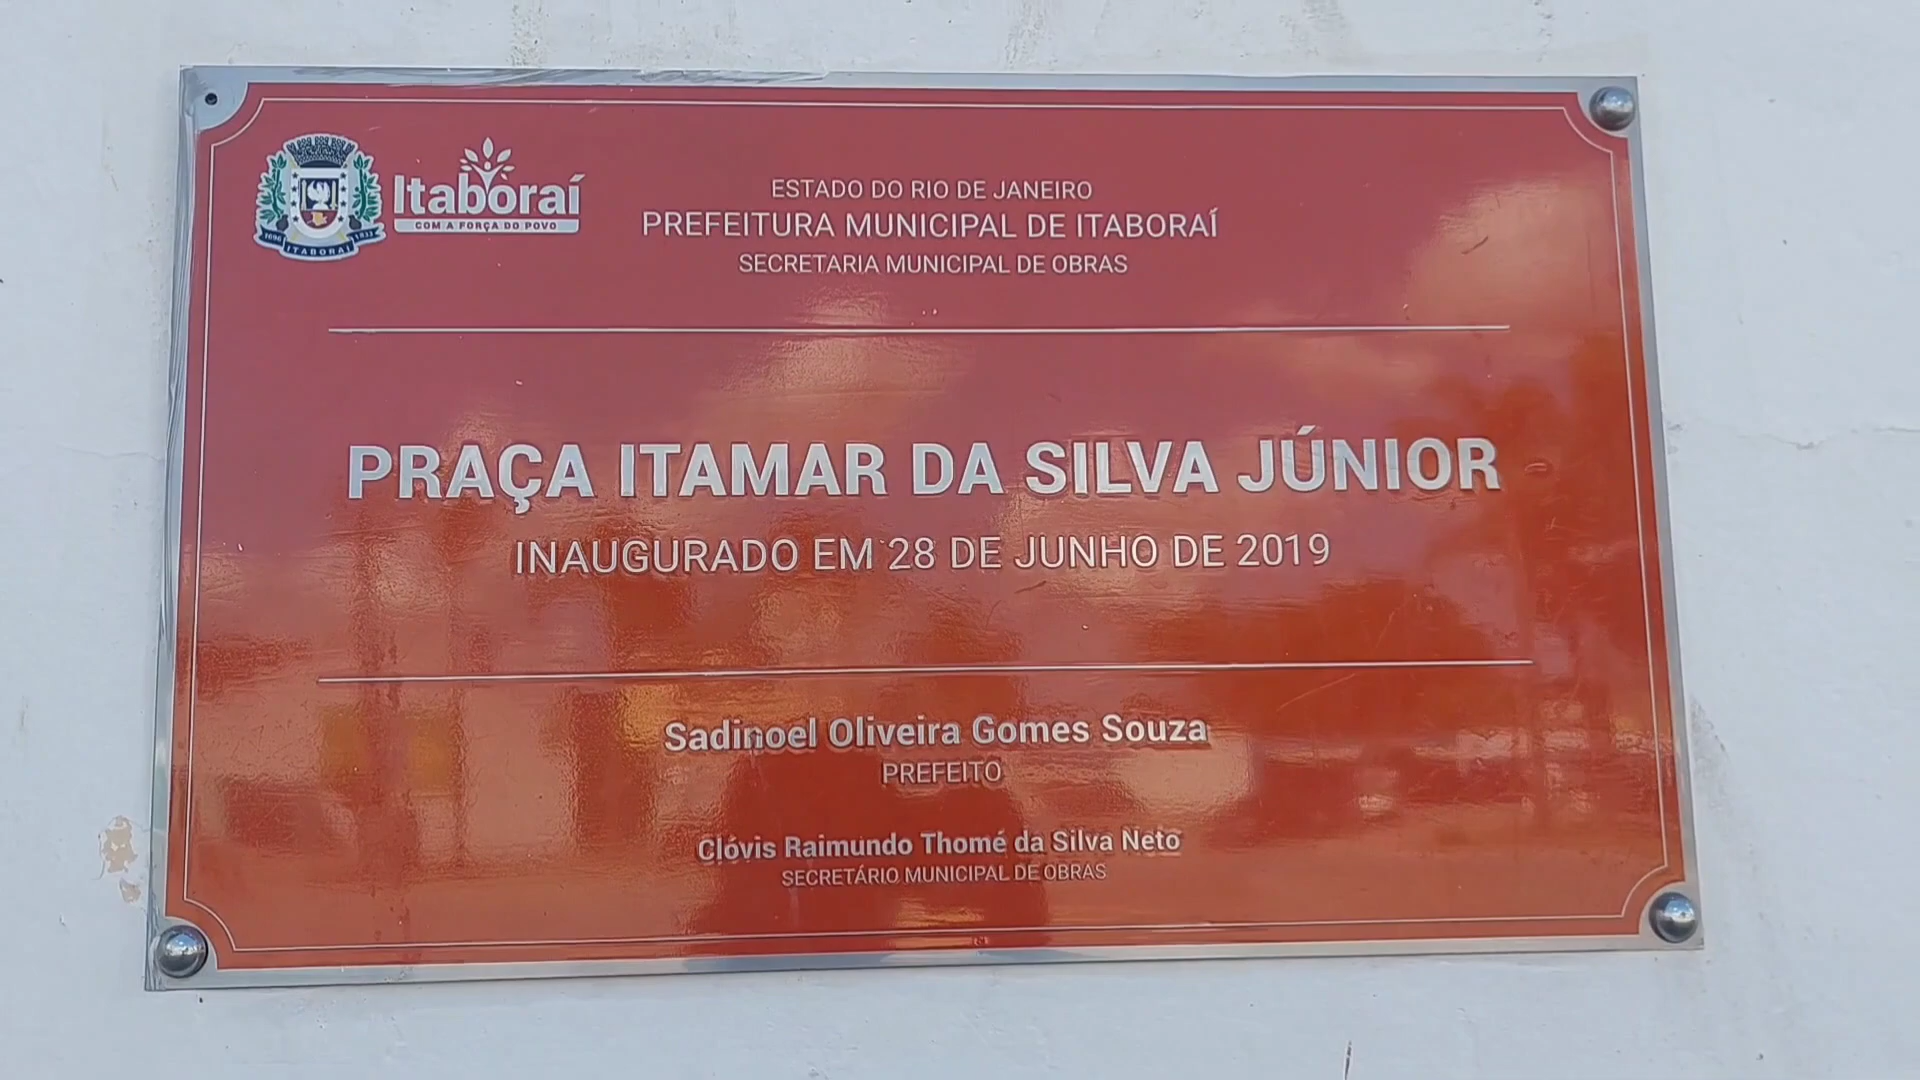 Itaboraí
COM A FORÇA DO POVO
1696 1833
ITABORAÍ
ESTADO DO RIO DE JANEIRO
PREFEITURA MUNICIPAL DE ITABORAÍ
SECRETARIA MUNICIPAL DE OBRAS
PRAÇA ITAMAR DA SILVA JÚNIOR
INAUGURADO EM 28 DE JUNHO DE 2019
Sadinoel Oliveira Gomes Souza
PREFEITO
Clóvis Raimundo Thomé da Silva Neto
SECRETÁRIO MUNICIPAL DE OBRAS